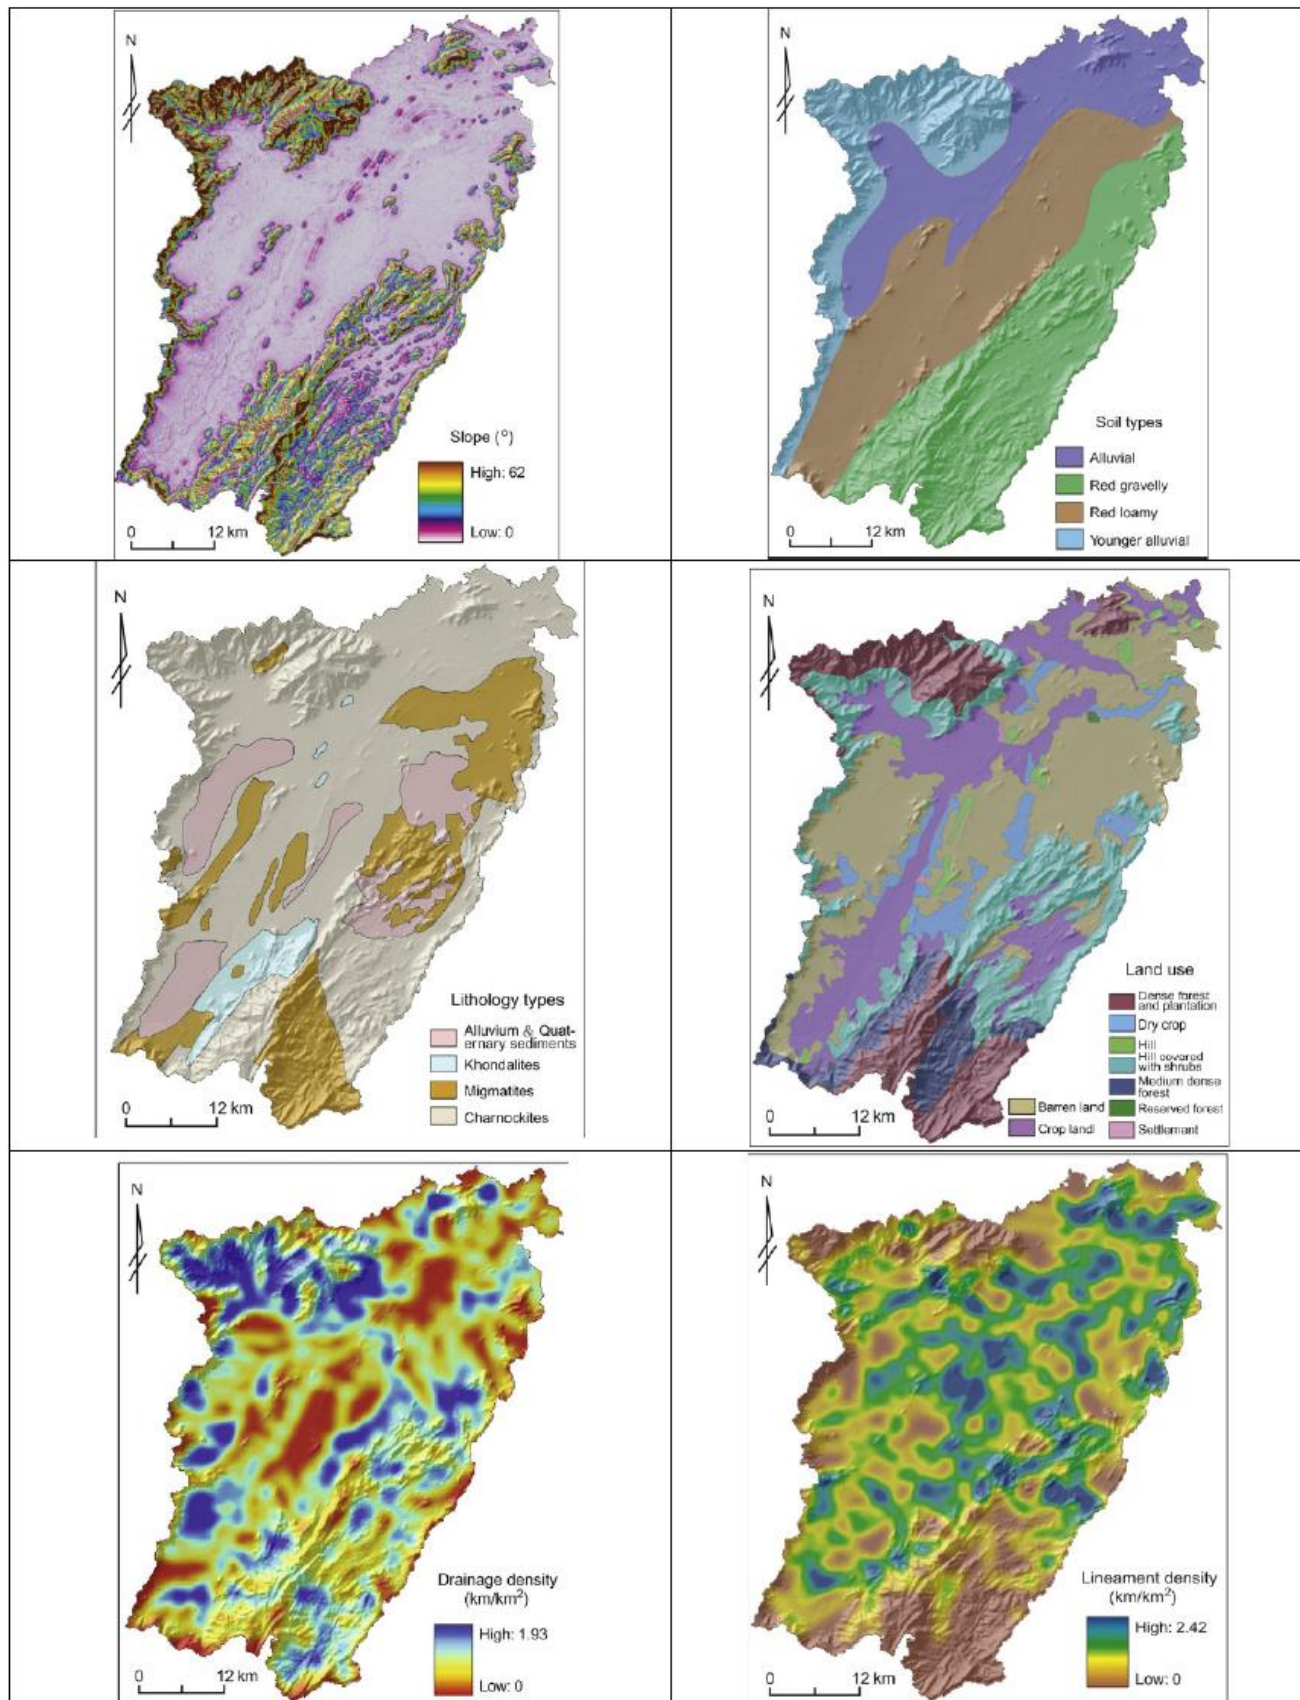 N
Slope (°)
High: 62
Low: 0
0 12 km
N
Soil types
Alluvial
Red gravelly
Red loamy
Younger alluvial
0 12 km
N
Lithology types
Alluvium & Quat-
ernary sediments
Khondalites
Migmatites
Charnockites
0 12 km
N
Land use
Dense forest
and plantation
Dry crop
Hill
Hill covered
with shrubs
Medium dense
forest
Barren land
Reserved forest
Crop landl
Settlement
0 12 km
N
Drainage density
(km/km²)
High: 1.93
Low: 0
0 12 km
N
Lineament density
(km/km²)
High: 2.42
Low: 0
0 12 km